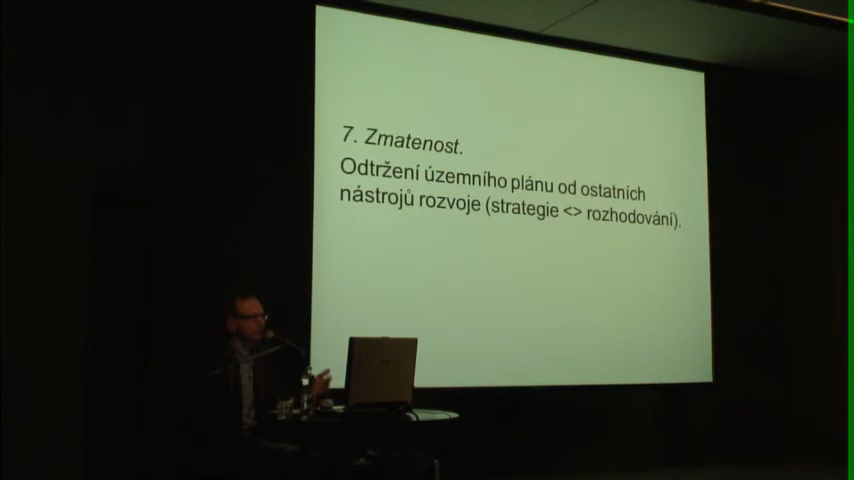 7. Zmatenost.
Odtržení územního plánu od ostatních
nástrojů rozvoje (strategie <> rozhodování).